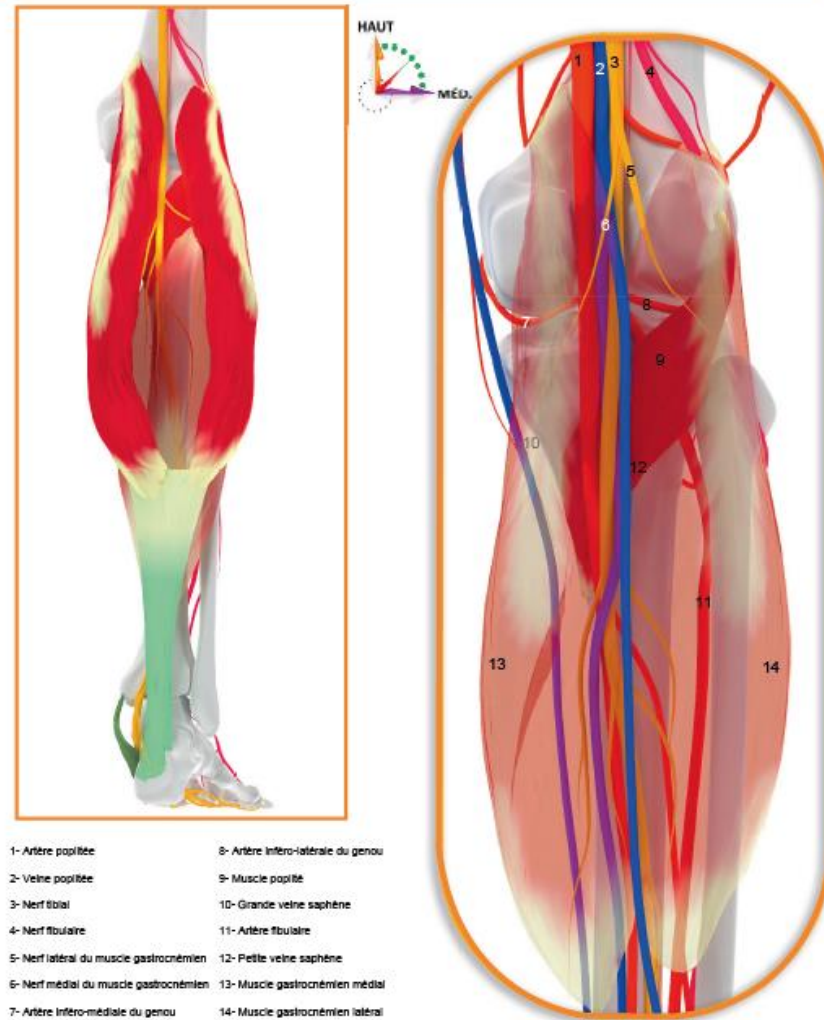 HAUT
MÉD.
1
2
3
4
5
6
7
8
9
10
12
11
13
14
1- Artère poplitée
2- Veine poplitée
3- Nerf tibial
4- Nerf fibulaire
5- Nerf latéral du muscle gastrocnémien
6- Nerf médial du muscle gastrocnémien
7- Artère inféro-médiale du genou
8- Artère inféro-latérale du genou
9- Muscle poplité
10- Grande veine saphène
11- Artère fibulaire
12- Petite veine saphène
13- Muscle gastrocnémien médial
14- Muscle gastrocnémien latéral